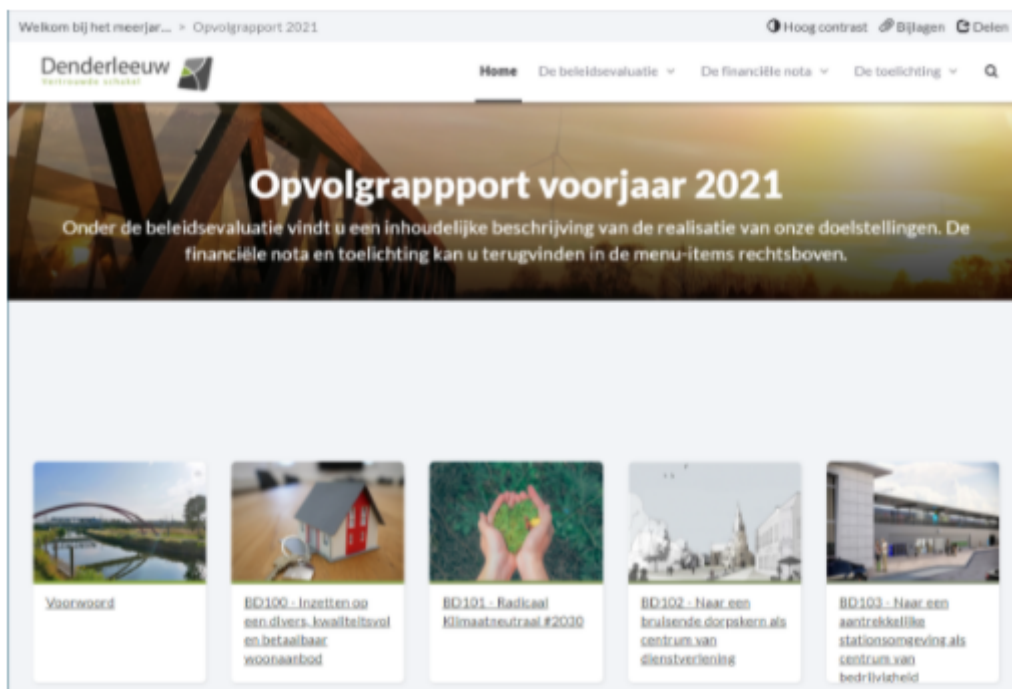 Welkom bij het meerjar... > Opvolgrapport 2021
Hoog contrast Bijlagen Delen
Denderleeuw
Vertrouwde schakel
Home De beleidsevaluatie De financiële nota De toelichting
Opvolgrappport voorjaar 2021
Onder de beleidsevaluatie vindt u een inhoudelijke beschrijving van de realisatie van onze doelstellingen. De
financiële nota en toelichting kan u terugvinden in de menu-items rechtsboven.
Voorwoord
BD100 - Inzetten op
een divers, kwaliteitsvol
en betaalbaar
woonaanbod
BD101 - Radicaal
Klimaatneutraal #2030
BD102 - Naar een
bruisende dorpskern als
centrum van
dienstverlening
BD103 - Naar een
aantrekkelijke
stationsomgeving als
centrum van
bedrijvigheid